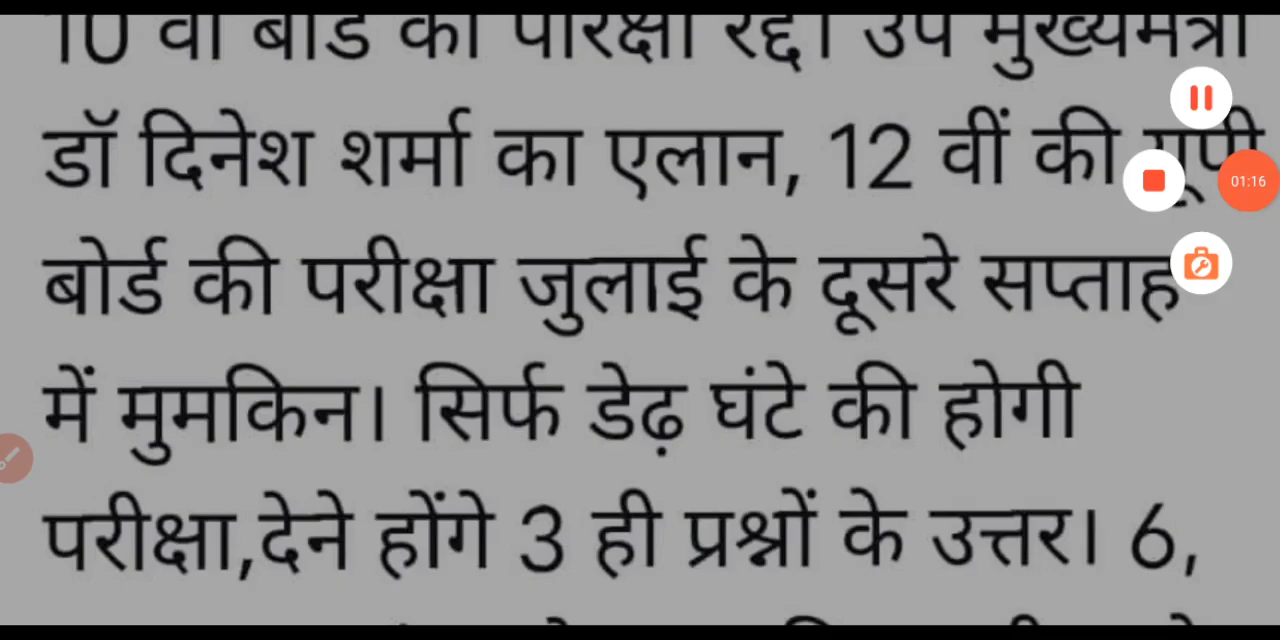 10 वी बोर्ड की परिक्षा रद्द। उप मुख्यमंत्री
डॉ दिनेश शर्मा का एलान, 12 वीं की यूपी
बोर्ड की परीक्षा जुलाई के दूसरे सप्ताह
में मुमकिन। सिर्फ डेढ़ घंटे की होगी
परीक्षा,देने होंगे 3 ही प्रश्नों के उत्तर। 6,
01:16